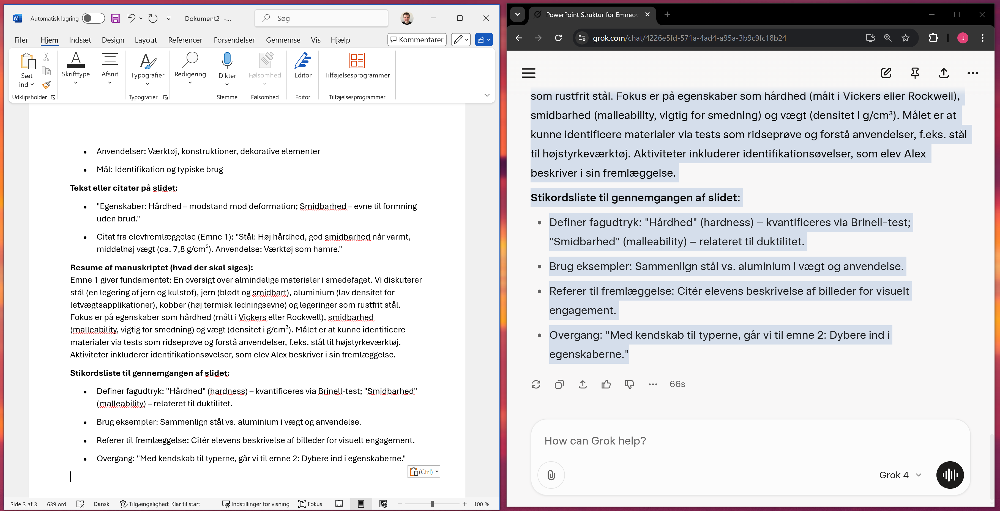 Automatisk lagring
Dokument2 -...
Søg
Filer
Hjem
Indsæt
Design
Layout
Referencer
Forsendelser
Gennemse
Vis
Hjælp
Kommentarer
Sæt
ind
Skrifttype
Afsnit
Typografier
Redigering
Dikter
Følsomhed
Editor
Tilføjelsesprogrammer
Udklipsholder
Typografier
Stemme
Følsomhed
Editor
Tilføjelsesprogrammer
• Anvendelser: Værktøj, konstruktioner, dekorative elementer
• Mål: Identifikation og typiske brug
Tekst eller citater på slidet:
• "Egenskaber: Hårdhed – modstand mod deformation; Smidbarhed – evne til formning
uden brud."
• Citat fra elevfremlæggelse (Emne 1): "Stål: Høj hårdhed, god smidbarhed når varmt,
middelhøj vægt (ca. 7,8 g/cm³). Anvendelse: Værktøj som hamre."
Resume af manuskriptet (hvad der skal siges):
Emne 1 giver fundamentet: En oversigt over almindelige materialer i smedefaget. Vi diskuterer
stål (en legering af jern og kulstof), jern (blødt og smidbart), aluminium (lav densitet for
letvægtsapplikationer), kobber (høj termisk ledningsevne) og legeringer som rustfrit stål.
Fokus er på egenskaber som hårdhed (målt i Vickers eller Rockwell), smidbarhed
(malleability, vigtig for smedning) og vægt (densitet i g/cm³). Målet er at kunne identificere
materialer via tests som ridseprøve og forstå anvendelser, f.eks. stål til højstyrkeværktøj.
Aktiviteter inkluderer identifikationsøvelser, som elev Alex beskriver i sin fremlæggelse.
Stikordsliste til gennemgangen af slidet:
• Definer fagudtryk: "Hårdhed" (hardness) – kvantificeres via Brinell-test; "Smidbarhed"
(malleability) – relateret til duktilitet.
• Brug eksempler: Sammenlign stål vs. aluminium i vægt og anvendelse.
• Referer til fremlæggelse: Citér elevens beskrivelse af billeder for visuelt engagement.
• Overgang: "Med kendskab til typerne, går vi til emne 2: Dybere ind i egenskaberne."
(Ctrl)
Side 3 af 3
639 ord
Dansk
Tilgængelighed: Klar til start
Indstillinger for visning
Fokus
100 %
PowerPoint Struktur for Emneov
grok.com/chat/4226e5fd-571a-4ad4-a95a-3b9c9fc18b24
J
som rustfrit stål. Fokus er på egenskaber som hårdhed (målt i Vickers eller Rockwell),
smidbarhed (malleability, vigtig for smedning) og vægt (densitet i g/cm³). Målet er at
kunne identificere materialer via tests som ridseprøve og forstå anvendelser, f.eks. stål
til højstyrkeværktøj. Aktiviteter inkluderer identifikationsøvelser, som elev Alex
beskriver i sin fremlæggelse.
Stikordsliste til gennemgangen af slidet:
• Definer fagudtryk: "Hårdhed" (hardness) – kvantificeres via Brinell-test;
"Smidbarhed" (malleability) – relateret til duktilitet.
• Brug eksempler: Sammenlign stål vs. aluminium i vægt og anvendelse.
• Referer til fremlæggelse: Citér elevens beskrivelse af billeder for visuelt
engagement.
• Overgang: "Med kendskab til typerne, går vi til emne 2: Dybere ind i
egenskaberne."
66s
How can Grok help?
Grok 4